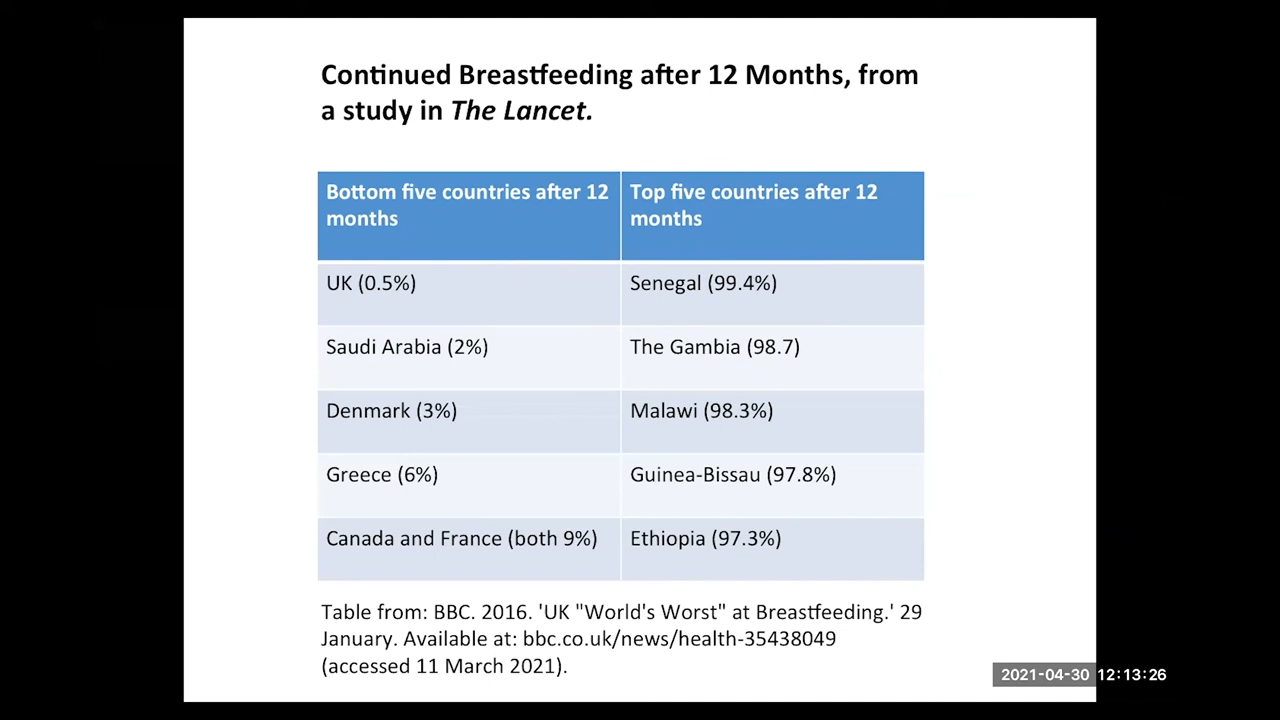 Continued Breastfeeding after 12 Months, from
a study in The Lancet.
Bottom five countries after 12
months
Top five countries after 12
months
UK (0.5%)
Senegal (99.4%)
Saudi Arabia (2%)
The Gambia (98.7)
Denmark (3%)
Malawi (98.3%)
Greece (6%)
Guinea-Bissau (97.8%)
Canada and France (both 9%)
Ethiopia (97.3%)
Table from: BBC. 2016. 'UK "World's Worst" at Breastfeeding.' 29
January. Available at: bbc.co.uk/news/health-35438049
(accessed 11 March 2021).
2021-04-30 12:13:26